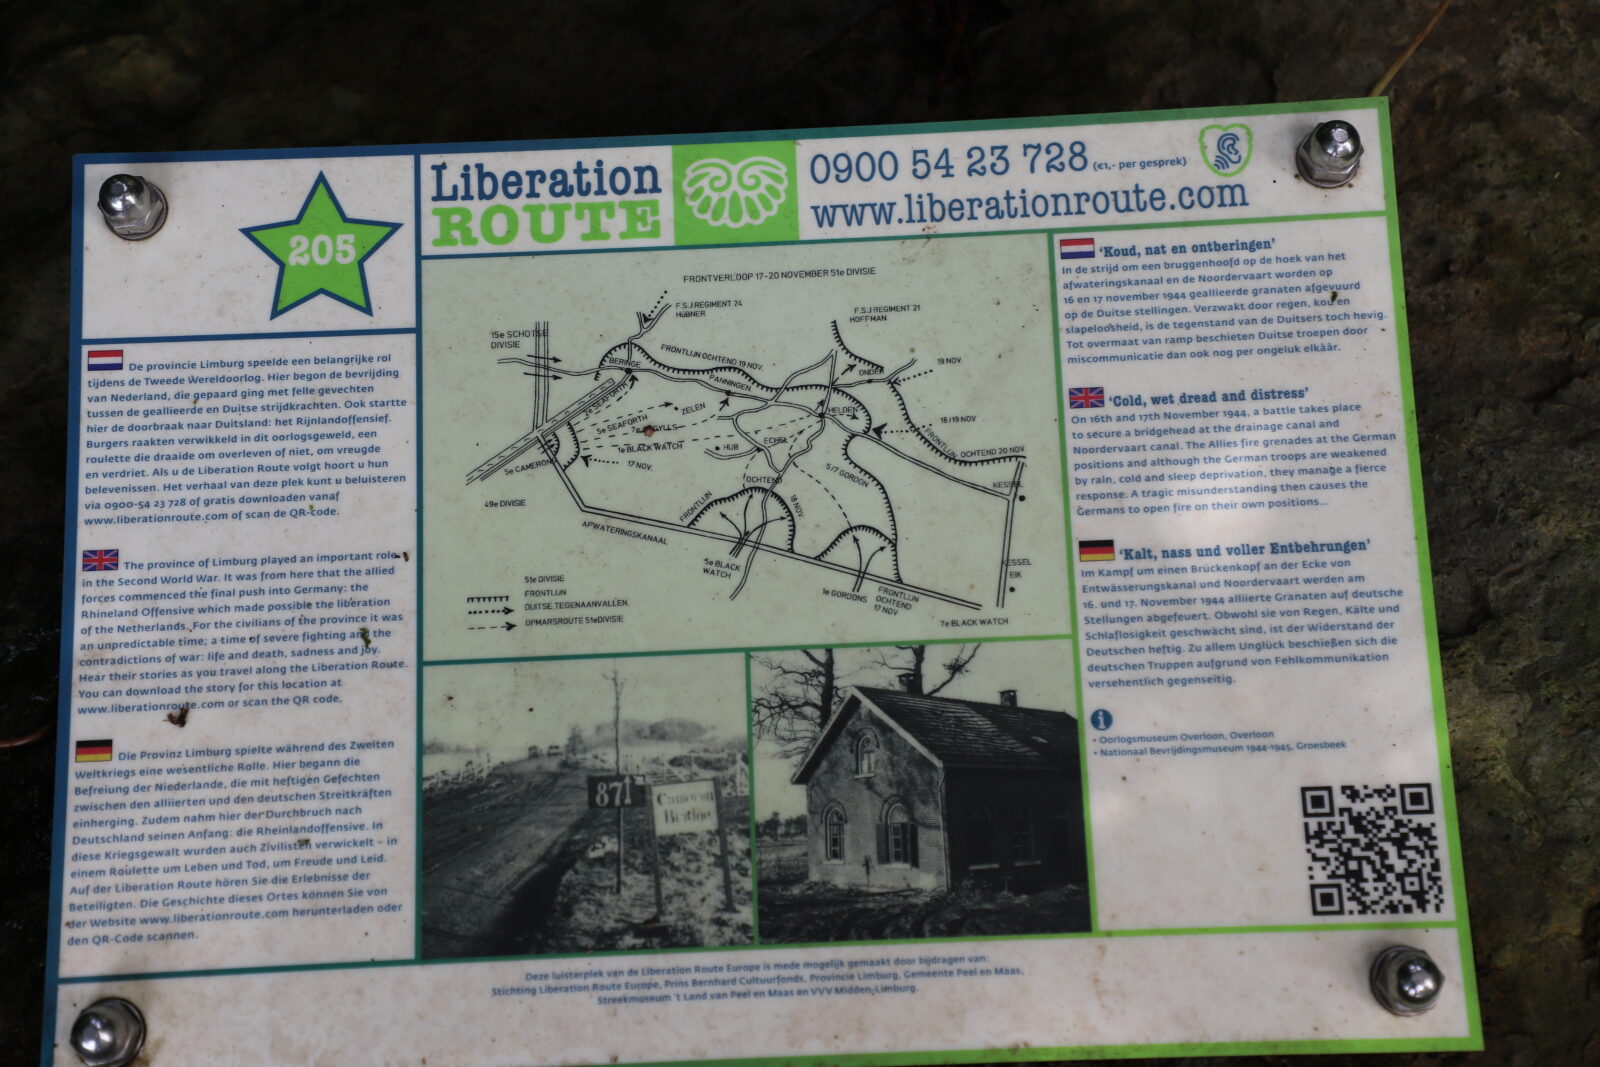 205
Liberation
ROUTE
0900 54 23 728 (€1,- per gesprek)
www.liberationroute.com
De provincie Limburg speelde een belangrijke rol
tijdens de Tweede Wereldoorlog. Hier begon de bevrijding
van Nederland, die gepaard ging met felle gevechten
tussen de geallieerde en Duitse strijdkrachten. Ook startte
hier de doorbraak naar Duitsland: het Rijnlandoffensief.
Burgers raakten verwikkeld in dit oorlogsgeweld, een
roulette die draaide om overleven of niet, om vreugde
en verdriet. Als u de Liberation Route volgt hoort u hun
belevenissen. Het verhaal van deze plek kunt u beluisteren
via 0900-54 23 728 of gratis downloaden vanaf
www.liberationroute.com of scan de QR-code.
The province of Limburg played an important role
in the Second World War. It was from here that the allied
forces commenced the final push into Germany: the
Rhineland Offensive which made possible the liberation
of the Netherlands. For the civilians of the province it was
an unpredictable time; a time of severe fighting and the
contradictions of war: life and death, sadness and joy.
Hear their stories as you travel along the Liberation Route.
You can download the story for this location at
www.liberationroute.com or scan the QR code.
Die Provinz Limburg spielte während des Zweiten
Weltkriegs eine wesentliche Rolle. Hier begann die
Befreiung der Niederlande, die mit heftigen Gefechten
zwischen den alliierten und den deutschen Streitkräften
einherging. Zudem nahm hier der Durchbruch nach
Deutschland seinen Anfang: die Rheinlandoffensive. In
diese Kriegsgewalt wurden auch Zivilisten verwickelt – in
einem Roulette um Leben und Tod, um Freude und Leid.
Auf der Liberation Route hören Sie die Erlebnisse der
Beteiligten. Die Geschichte dieses Ortes können Sie von
der Website www.liberationroute.com herunterladen oder
den QR-Code scannen.
FRONTVERLOOP 17-20 NOVEMBER 51e DIVISIE
F.S.J REGIMENT 24
HÜBNER
F.S.J REGIMENT 21
HOFFMAN
15e SCHOTSE
DIVISIE
BERINGE
FRONTLIJN OCHTEND 19 NOV.
19 NOV.
ONDER
PANNINGEN
2e SEAFORTH
ZELEN
HELDEN
5e SEAFORTH
18/19 NOV
1e BLACK WATCH
HUB
ECHEL
FRONTLIJN OCHTEND 20 NOV
5e CAMERON
17 NOV.
5/7 GORDON
KESSEL
49e DIVISIE
FRONTLIJN
OCHTEND
18 NOV.
AFWATERINGSKANAAL
5e BLACK
WATCH
KESSEL
EIK
1e GORDONS
FRONTLIJN
OCHTEND
17 NOV
7e BLACK WATCH
51e DIVISIE
FRONTLIJN
DUITSE TEGENAANVALLEN.
OPMARSROUTE 51e DIVISIE
871
Cameron
Bridge
'Koud, nat en ontberingen'
In de strijd om een bruggenhoofd op de hoek van het
afwateringskanaal en de Noordervaart worden op
16 en 17 november 1944 geallieerde granaten afgevuurd
op de Duitse stellingen. Verzwakt door regen, kou en
slapeloosheid, is de tegenstand van de Duitsers toch hevig.
Tot overmaat van ramp beschieten Duitse troepen door
miscommunicatie dan ook nog per ongeluk elkaar.
'Cold, wet dread and distress'
On 16th and 17th November 1944, a battle takes place
to secure a bridgehead at the drainage canal and
Noordervaart canal. The Allies fire grenades at the German
positions and although the German troops are weakened
by rain, cold and sleep deprivation, they manage a fierce
response. A tragic misunderstanding then causes the
Germans to open fire on their own positions...
'Kalt, nass und voller Entbehrungen'
Im Kampf um einen Brückenkopf an der Ecke von
Entwässerungskanal und Noordervaart werden am
16. und 17. November 1944 alliierte Granaten auf deutsche
Stellungen abgefeuert. Obwohl sie von Regen, Kälte und
Schlaflosigkeit geschwächt sind, ist der Widerstand der
Deutschen heftig. Zu allem Unglück beschießen sich die
deutschen Truppen aufgrund von Fehlkommunikation
versehentlich gegenseitig.
i
• Oorlogsmuseum Overloon, Overloon
• Nationaal Bevrijdingsmuseum 1944-1945, Groesbeek
Deze luisterplek van de Liberation Route Europe is mede mogelijk gemaakt door bijdragen van:
Stichting Liberation Route Europe, Prins Bernhard Cultuurfonds, Provincie Limburg, Gemeente Peel en Maas,
Streekmuseum 't Land van Peel en Maas en VVV Midden-Limburg.